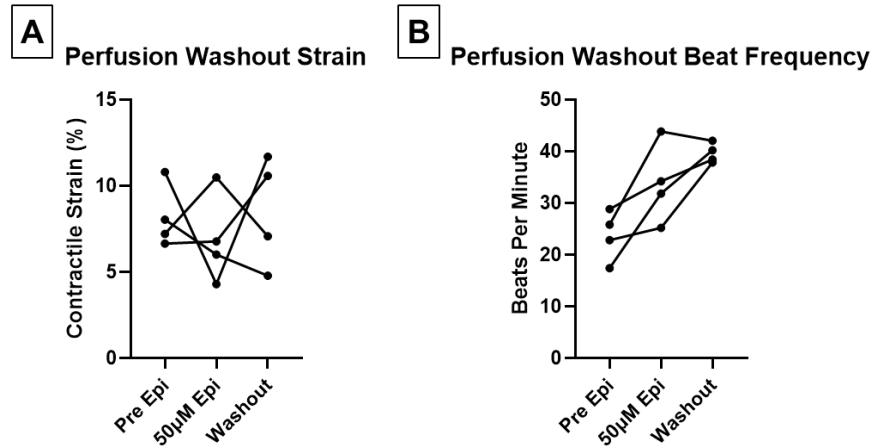 A
Perfusion Washout Strain
Contractile Strain (%)
15
10
5
0
Pre Epi
50µM Epi
Washout
B
Perfusion Washout Beat Frequency
Beats Per Minute
50
40
30
20
10
0
Pre Epi
50µM Epi
Washout